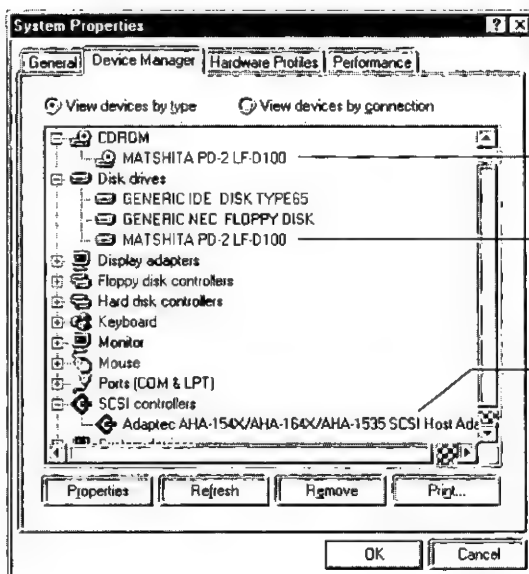 System Properties
General Device Manager Hardware Profiles Performance
View devices by type View devices by connection
CDROM
MATSHITA PD-2 LF-D100
Disk drives
GENERIC IDE DISK TYPE65
GENERIC NEC FLOPPY DISK
MATSHITA PD-2 LF-D100
Display adapters
Floppy disk controllers
Hard disk controllers
Keyboard
Monitor
Mouse
Ports (COM & LPT)
SCSI controllers
Adaptec AHA-154X/AHA-164X/AHA-1535 SCSI Host Ada
Properties Refresh Remove Print...
OK Cancel